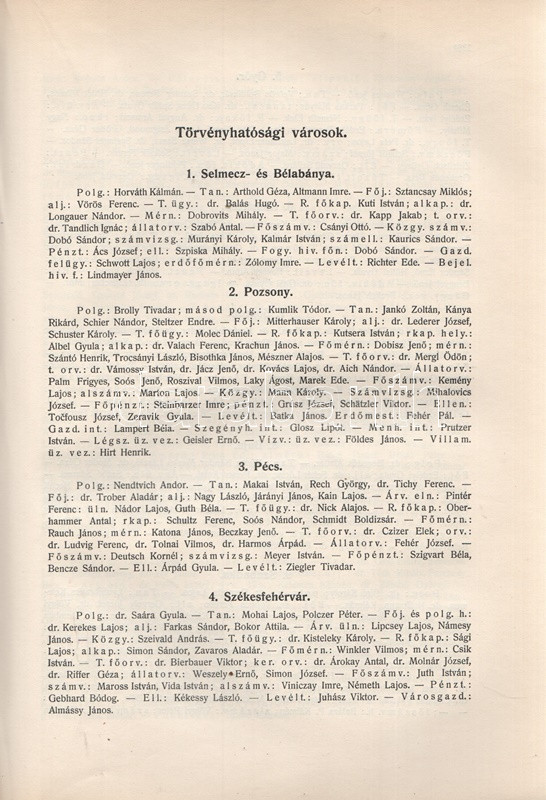 Törvényhatósági városok.
1. Selmecz- és Bélabánya.
Polg.: Horváth Kálmán. — Tan.: Arthold Géza, Altmann Imre. — Főj.: Sztancsay Miklós;
alj.: Vörös Ferenc. — T. ügy.: dr. Balás Hugó. — R. főkap. Kuti István; alkap.: dr.
Longauer Nándor. — Mérn.: Dobrovits Mihály. — T. főorv.: dr. Kapp Jakab; t. orv.:
dr. Tandlich Ignác; állatorv.: Szabó Antal. — Főszámv.: Csányi Ottó. — Közgy. számv.:
Dobó Sándor; számvizsg.: Murányi Károly, Kalmár István; számell.: Kaurics Sándor. —
Pénzt.: Ács József; ell.: Szpiska Mihály. — Fogy. hiv. főn.: Dobó Sándor. — Gazd.
felügy.: Schwott Lajos; erdőfőmérn.: Zólomy Imre. — Levélt.: Richter Ede. — Bejel.
hiv. f.: Lindmayer János.
2. Pozsony.
Polg.: Brolly Tivadar; másod polg.: Kumlik Tódor. — Tan.: Jankó Zoltán, Kánya
Rikárd, Schier Nándor, Steltzer Endre. — Főj.: Mitterhauser Károly; alj.: dr. Lederer József,
Schuster Károly. — T. főügy.: Molec Dániel. — R. főkap.: Kutsera István; rkap. hely.:
Albel Gyula; alkap.: dr. Valach Ferenc, Krachun János. — Főmérn.: Dobisz Jenő; mérn.:
Szántó Henrik, Trocsányi László, Bisothka János, Mészner Alajos. — T. főorv.: dr. Mergl Ödön;
t. orv.: dr. Vámossy István, dr. Jácz Jenő, dr. Kovács Lajos, dr. Aich Nándor. — Állatorv.:
Palm Frigyes, Soós Jenő, Roszival Vilmos, Laky Ágost, Marek Ede. — Főszámv.: Kemény
Lajos; alszámv.: Marton Lajos. — Közgy.: Mann Károly. — Számvizsg.: Mihalovics
József. — Főpénzt.: Steinhurzer Imre; pénzt.: Grusz József, Schätzler Viktor. — Ellen.:
Točfousz József, Zeravik Gyula. — Levélt.: Batka János. Erdőmest.: Fehér Pál. —
Gazd. int.: Lampert Béla. — Szegényh. int.: Glosz Lipót. — Menh. int.: Prutzer
István. — Légsz. üz. vez.: Geisler Ernő. — Vízv.: üz. vez.: Földes János. — Villam.
üz. vez.: Hirt Henrik.
3. Pécs.
Polg.: Nendtvich Andor. — Tan.: Makai István, Rech György, dr. Tichy Ferenc. —
Főj.: dr. Trober Aladár; alj.: Nagy László, Járányi János, Kain Lajos. — Árv. eln.: Pintér
Ferenc: üln. Nádor Lajos, Guth Béla. — T. főügy.: dr. Nick Alajos. — R. főkap.: Ober-
hammer Antal; rkap.: Schultz Ferenc, Soós Nándor, Schmidt Boldizsár. — Főmérn.:
Rauch János; mérn.: Katona János, Beczkay Jenő. — T. főorv.: dr. Czizer Elek; orv.:
dr. Ludvig Ferenc, dr. Tolnai Vilmos, dr. Harmos Árpád. — Állatorv.: Fehér József. —
Főszámv.: Deutsch Kornél; számvizsg.: Meyer István. — Főpénzt.: Szigvart Béla,
Bencze Sándor. — Ell.: Árpád Gyula. — Levélt.: Ziegler Tivadar.
4. Székesfehérvár.
Polg.: dr. Saára Gyula. — Tan.: Mohai Lajos, Polczer Péter. — Főj. és polg. h.:
dr. Kerekes Lajos; alj.: Farkas Sándor, Bokor Attila. — Árv. üln.: Lipcsey Lajos, Námesy
János. — Közgy.: Szeivald András. — T. főügy.: dr. Kisteleky Károly. — R. főkap.: Sági
Lajos; alkap.: Simon Sándor, Zavaros Aladár. — Főmérn.: Winkler Vilmos; mérn.: Csik
István. — T. főorv.: dr. Bierbauer Viktor; ker. orv.: dr. Árokay Antal, dr. Molnár József,
dr. Riffer Géza; állatorv.: Weszely Ernő, Simon József. — Főszámv.: Juth István;
számv.: Maross István, Vida István; alszámv.: Viniczay Imre, Németh Lajos. — Pénzt.:
Gebhard Bódog. — Ell.: Kékessy László. — Levélt.: Juhász Viktor. — Városgazd.:
Almássy János.